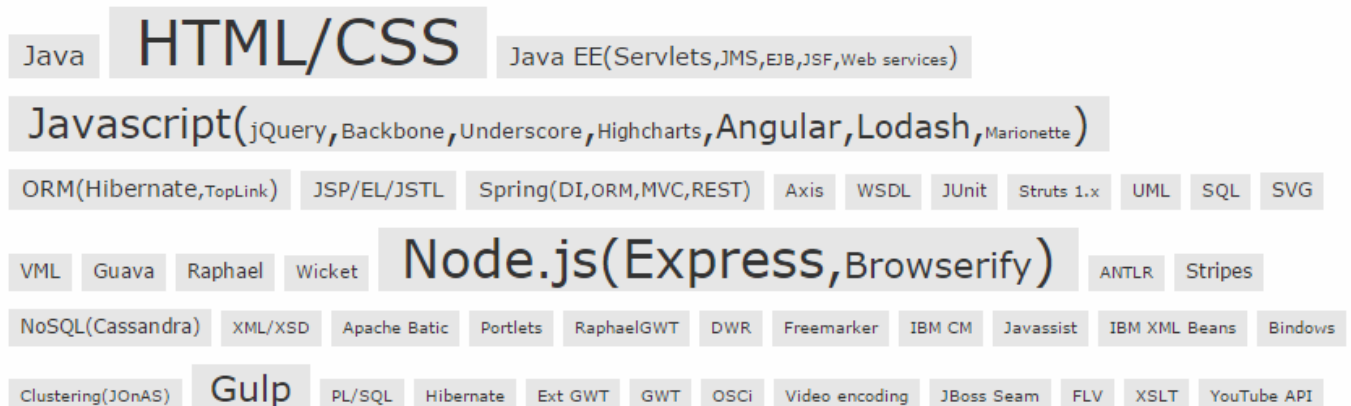 Java HTML/CSS Java EE(Servlets,JMS,EJB,JSF,Web services)
Javascript(jQuery,Backbone,Underscore,Highcharts,Angular,Lodash,Marionette)
ORM(Hibernate,TopLink) JSP/EL/JSTL Spring(DI,ORM,MVC,REST) Axis WSDL JUnit Struts 1.x UML SQL SVG
VML Guava Raphael Wicket Node.js(Express,Browserify) ANTLR Stripes
NoSQL(Cassandra) XML/XSD Apache Batic Portlets RaphaelGWT DWR Freemarker IBM CM Javassist IBM XML Beans Bindows
Clustering(JOnAS) Gulp PL/SQL Hibernate Ext GWT GWT OSCi Video encoding JBoss Seam FLV XSLT YouTube API